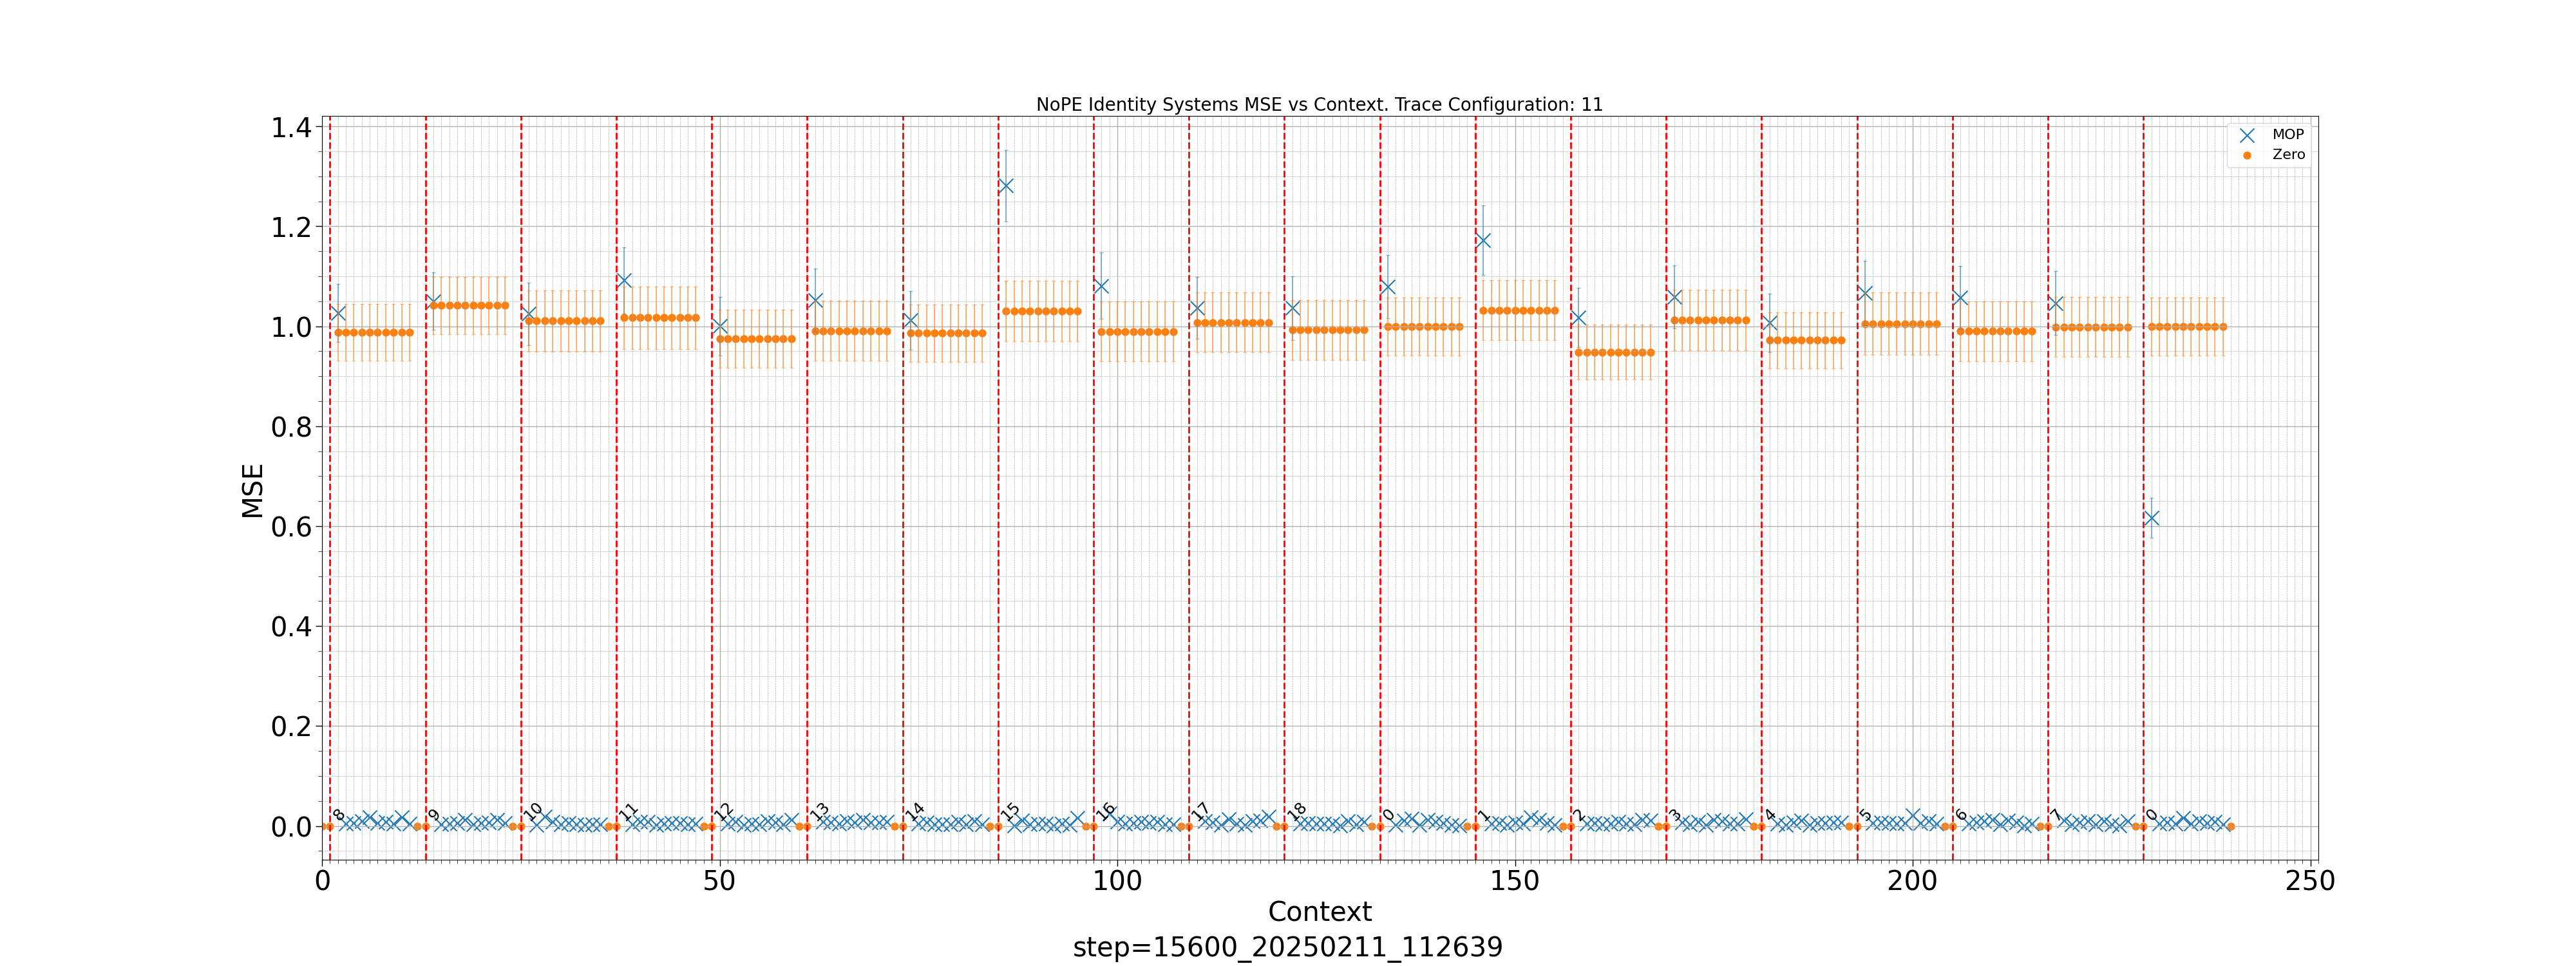 NoPE Identity Systems MSE vs Context. Trace Configuration: 11
MOP
Zero
1.4
1.2
1.0
0.8
0.6
0.4
0.2
0.0
MSE
8 9 10 11 12 13 14 15 16 17 18 0 1 2 3 4 5 6 7 0
0 50 100 150 200 250
Context
step=15600_20250211_112639